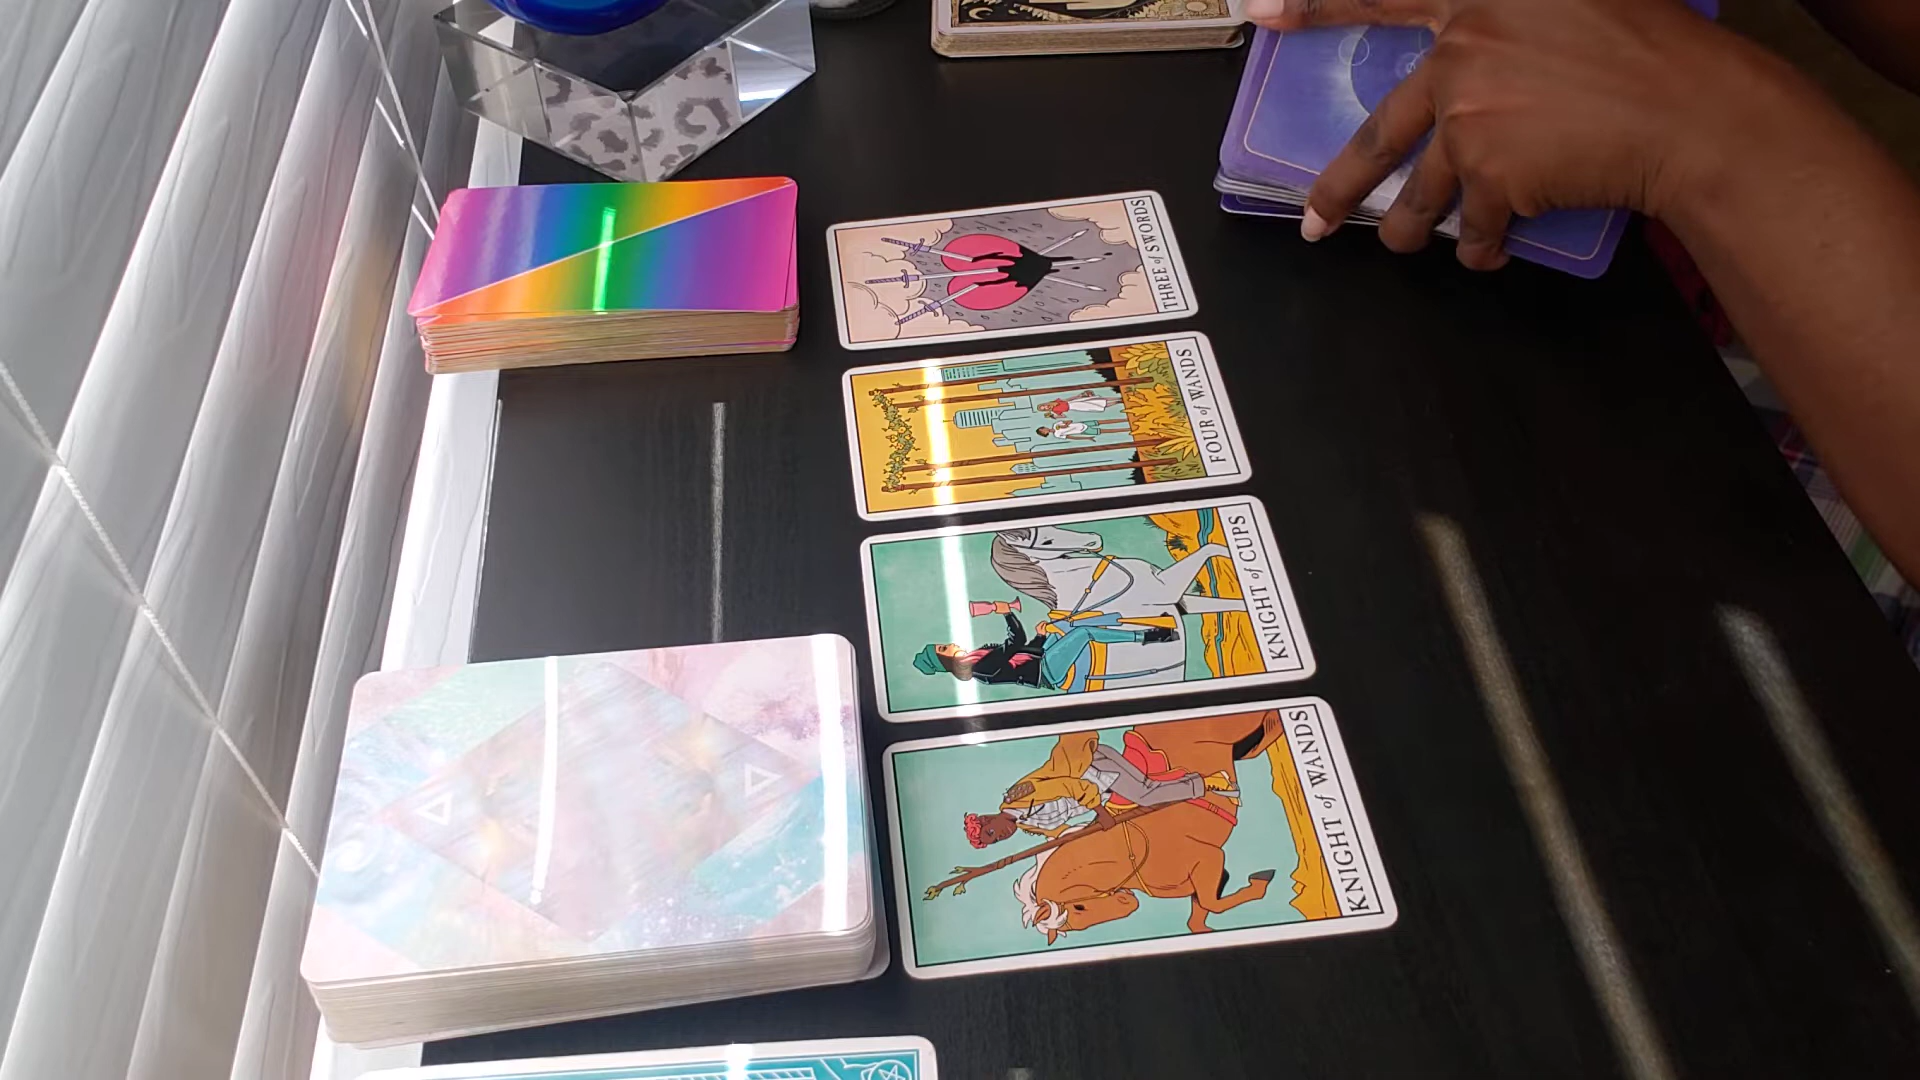 THREE of SWORDS
FOUR of WANDS
KNIGHT of CUPS
KNIGHT of WANDS